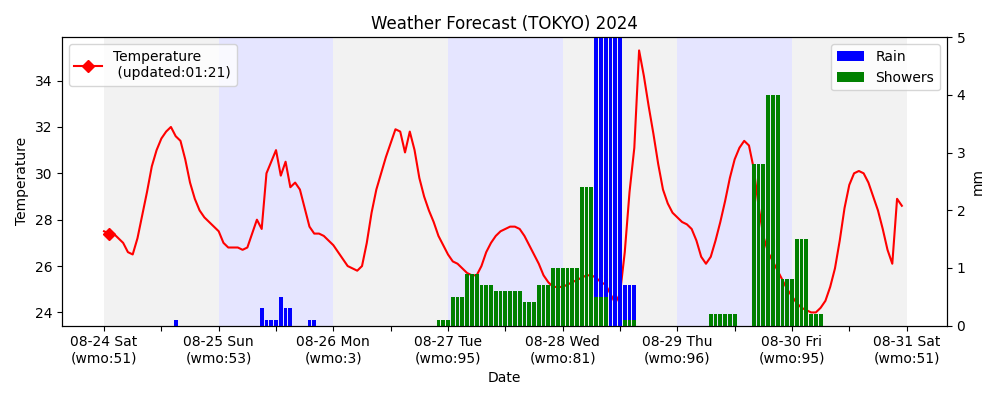 Weather Forecast (TOKYO) 2024
Temperature
(updated:01:21)
Rain
Showers
34
32
30
28
26
24
Temperature
5
4
3
2
1
0
mm
08-24 Sat 08-25 Sun 08-26 Mon 08-27 Tue 08-28 Wed 08-29 Thu 08-30 Fri 08-31 Sat
(wmo:51) (wmo:53) (wmo:3) (wmo:95) (wmo:81) (wmo:96) (wmo:95) (wmo:51)
Date